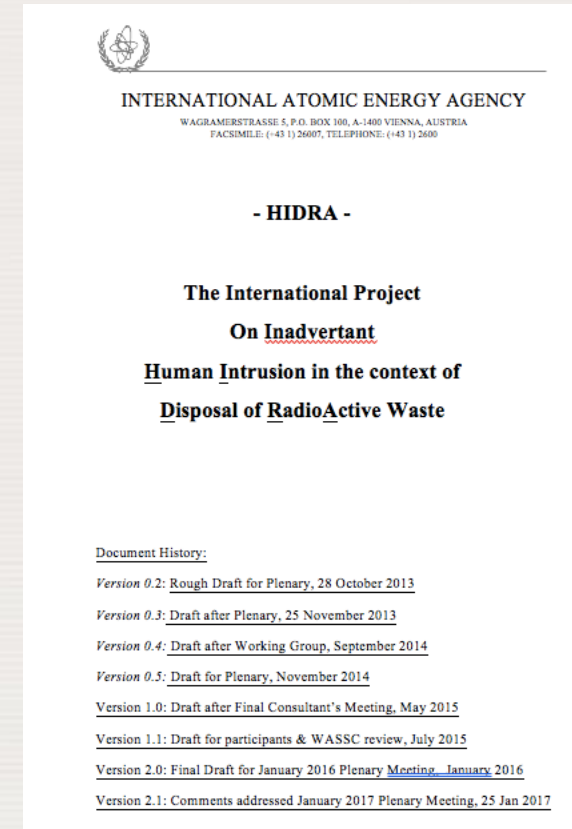 INTERNATIONAL ATOMIC ENERGY AGENCY
WAGRAMERSTRASSE 5, P.O. BOX 100, A-1400 VIENNA, AUSTRIA
FACSIMILE: (+43 1) 26007, TELEPHONE: (+43 1) 2600
- HIDRA -
The International Project
On Inadvertant
Human Intrusion in the context of
Disposal of RadioActive Waste
Document History:
Version 0.2: Rough Draft for Plenary, 28 October 2013
Version 0.3: Draft after Plenary, 25 November 2013
Version 0.4: Draft after Working Group, September 2014
Version 0.5: Draft for Plenary, November 2014
Version 1.0: Draft after Final Consultant's Meeting, May 2015
Version 1.1: Draft for participants & WASSC review, July 2015
Version 2.0: Final Draft for January 2016 Plenary Meeting, January 2016
Version 2.1: Comments addressed January 2017 Plenary Meeting, 25 Jan 2017